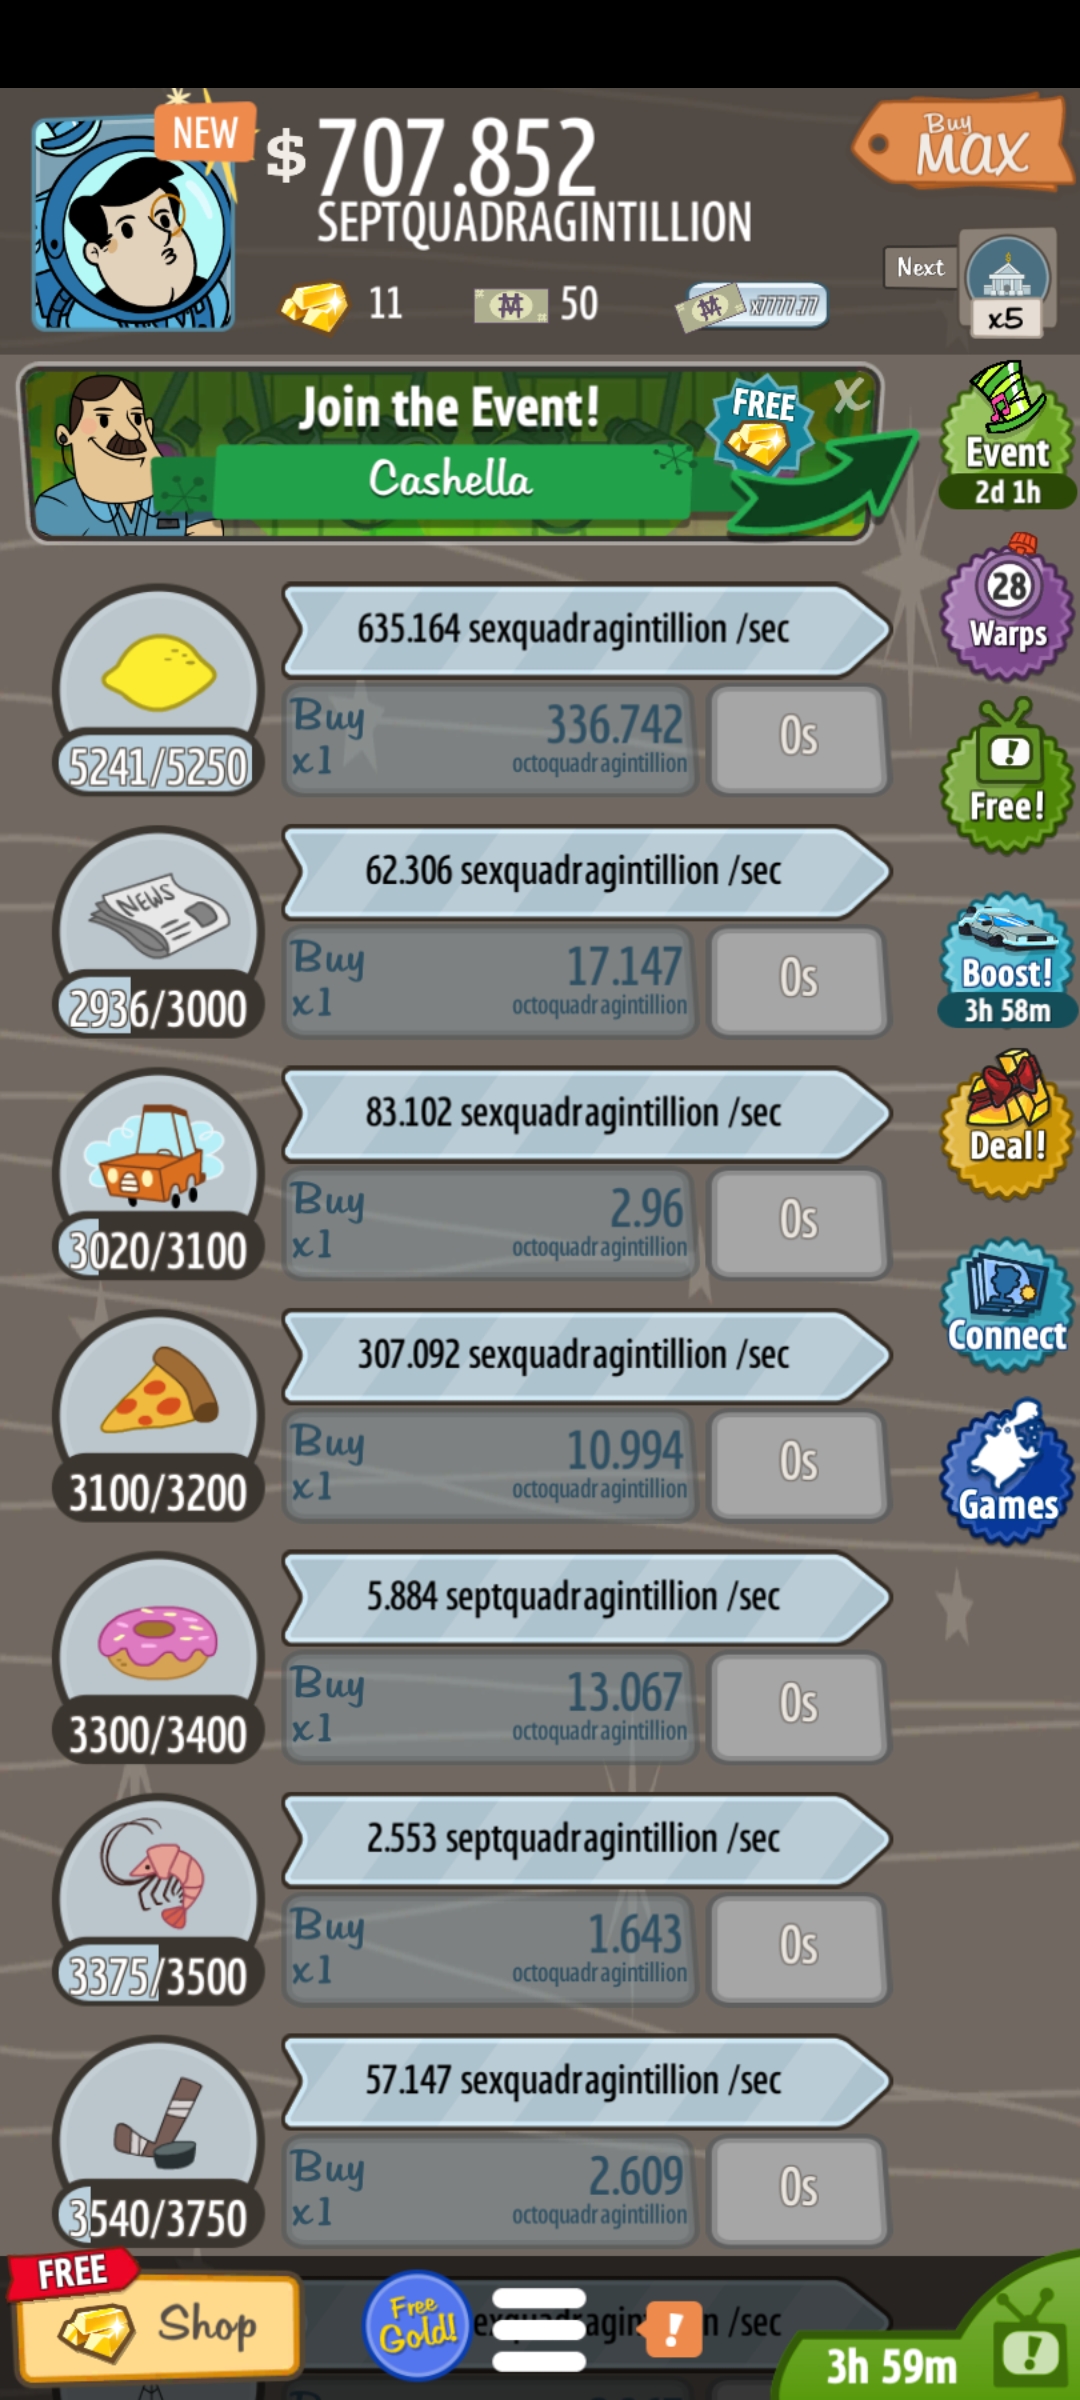 NEW
$ 707.852
SEPTQUADRAGINTILLION
Buy
MAX
11
50
x7777.77
Next
x5
Join the Event!
Cashella
FREE
X
Event
2d 1h
635.164 sexquadragintillion /sec
28
Warps
Buy
x1
336.742
octoquadragintillion
0s
5241/5250
!
Free!
62.306 sexquadragintillion /sec
NEWS
Buy
x1
17.147
octoquadragintillion
0s
2936/3000
Boost!
3h 58m
83.102 sexquadragintillion /sec
Deal!
Buy
x1
2.96
octoquadragintillion
0s
3020/3100
307.092 sexquadragintillion /sec
Connect
Buy
x1
10.994
octoquadragintillion
0s
3100/3200
Games
5.884 septquadragintillion /sec
Buy
x1
13.067
octoquadragintillion
0s
3300/3400
2.553 septquadragintillion /sec
Buy
x1
1.643
octoquadragintillion
0s
3375/3500
57.147 sexquadragintillion /sec
Buy
x1
2.609
octoquadragintillion
0s
3540/3750
FREE
Shop
Free
Gold!
!
/sec
3h 59m
!